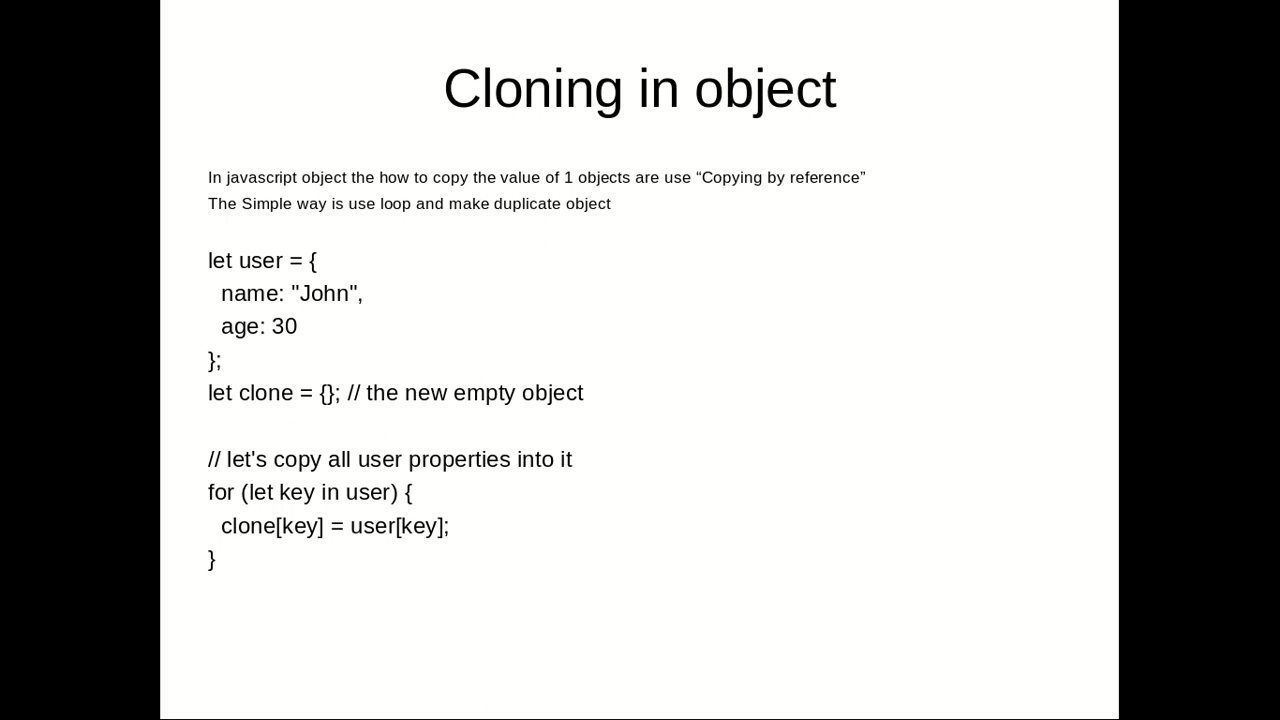 Cloning in object
In javascript object the how to copy the value of 1 objects are use “Copying by reference”
The Simple way is use loop and make duplicate object
let user = {
  name: "John",
  age: 30
};
let clone = {}; // the new empty object
// let's copy all user properties into it
for (let key in user) {
  clone[key] = user[key];
}